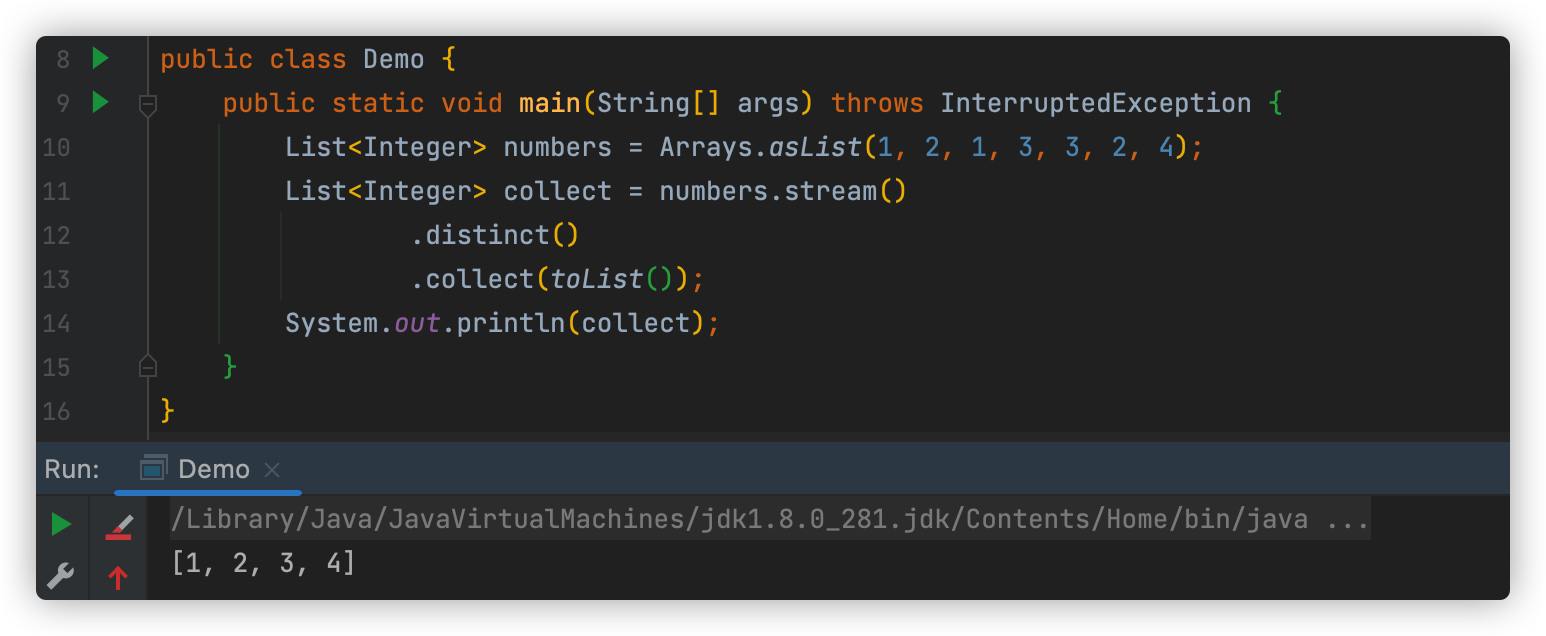 8 public class Demo {
9     public static void main(String[] args) throws InterruptedException {
10         List<Integer> numbers = Arrays.asList(1, 2, 1, 3, 3, 2, 4);
11         List<Integer> collect = numbers.stream()
12                 .distinct()
13                 .collect(toList());
14         System.out.println(collect);
15     }
16 }
Run: Demo ×
/Library/Java/JavaVirtualMachines/jdk1.8.0_281.jdk/Contents/Home/bin/java ...
[1, 2, 3, 4]